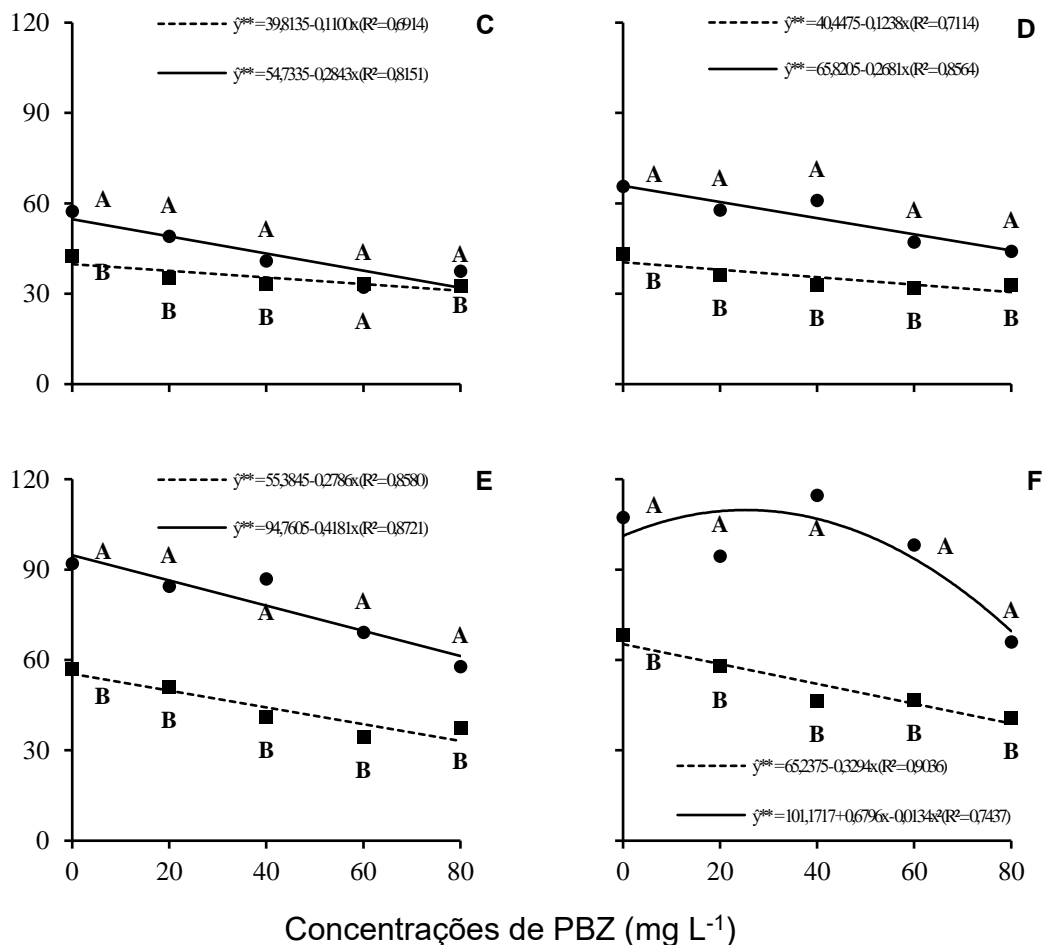 120
90
60
30
0
ŷ**=39,8135-0,1100x(R²=0,6914)
ŷ**=54,7335-0,2843x(R²=0,8151)
C
A
A
A
A
A
B
B
B
A
B
ŷ**=40,4475-0,1238x(R²=0,7114)
ŷ**=65,8205-0,2681x(R²=0,8564)
D
A
A
A
A
A
B
B
B
B
B
120
90
60
30
0
ŷ**=55,3845-0,2786x(R²=0,8580)
ŷ**=94,7605-0,4181x(R²=0,8721)
E
A
A
A
A
A
B
B
B
B
B
0 20 40 60 80
F
A
A
A
A
A
B
B
B
B
B
ŷ**=65,2375-0,3294x(R²=0,9036)
ŷ**=101,1717+0,6796x-0,0134x²(R²=0,7437)
0 20 40 60 80
Concentrações de PBZ (mg L⁻¹)